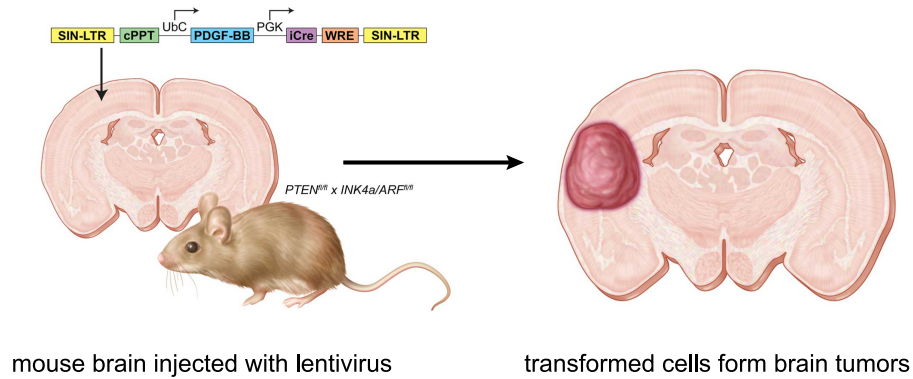 UbC PGK
SIN-LTR cPPT PDGF-BB iCre WRE SIN-LTR
PTENfl/fl x INK4a/ARFfl/fl
mouse brain injected with lentivirus
transformed cells form brain tumors